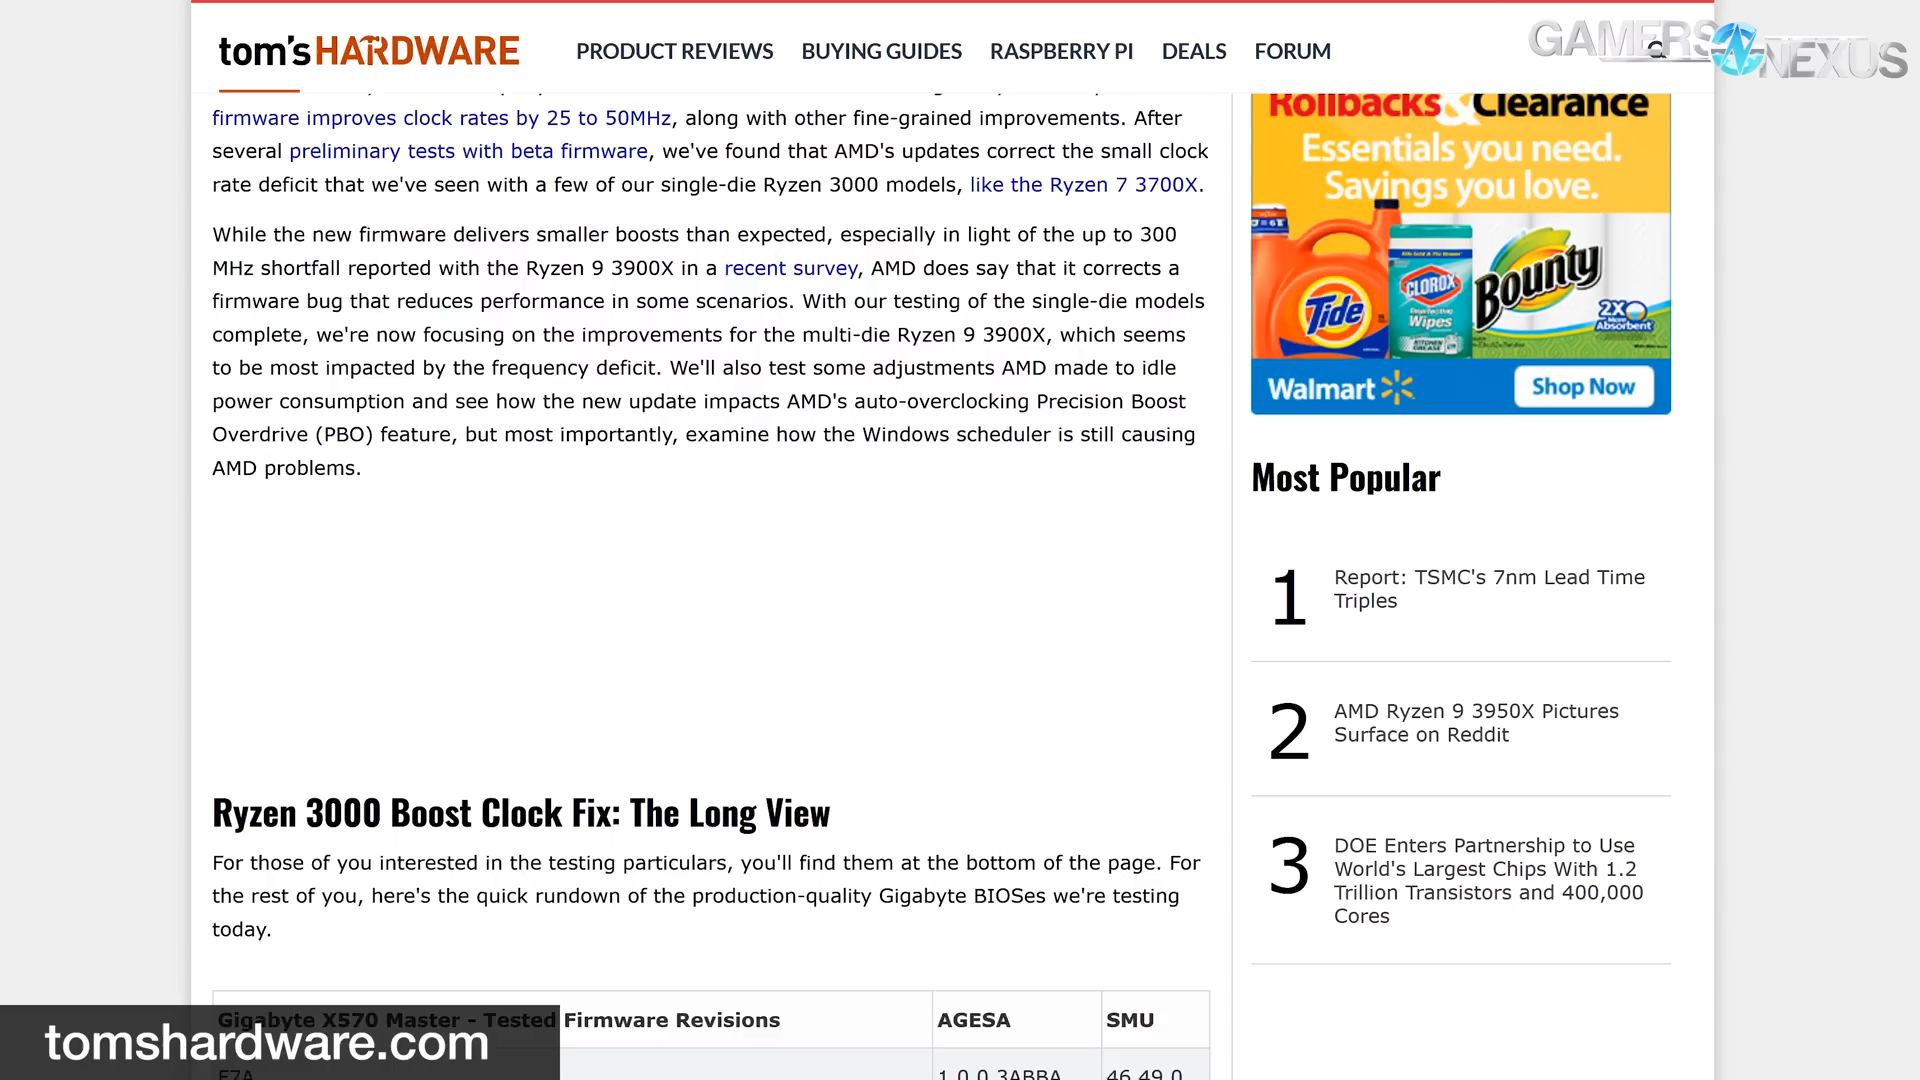 tom's HARDWARE
PRODUCT REVIEWS BUYING GUIDES RASPBERRY PI DEALS FORUM
GAMERS NEXUS
firmware improves clock rates by 25 to 50MHz, along with other fine-grained improvements. After
several preliminary tests with beta firmware, we've found that AMD's updates correct the small clock
rate deficit that we've seen with a few of our single-die Ryzen 3000 models, like the Ryzen 7 3700X.
While the new firmware delivers smaller boosts than expected, especially in light of the up to 300
MHz shortfall reported with the Ryzen 9 3900X in a recent survey, AMD does say that it corrects a
firmware bug that reduces performance in some scenarios. With our testing of the single-die models
complete, we're now focusing on the improvements for the multi-die Ryzen 9 3900X, which seems
to be most impacted by the frequency deficit. We'll also test some adjustments AMD made to idle
power consumption and see how the new update impacts AMD's auto-overclocking Precision Boost
Overdrive (PBO) feature, but most importantly, examine how the Windows scheduler is still causing
AMD problems.
Ryzen 3000 Boost Clock Fix: The Long View
For those of you interested in the testing particulars, you'll find them at the bottom of the page. For
the rest of you, here's the quick rundown of the production-quality Gigabyte BIOSes we're testing
today.
Gigabyte X570 Master - Tested Firmware Revisions AGESA SMU
F7A 1.0.0.3ABBA 46.49.0
tomshardware.com
Rollbacks & Clearance
Essentials you need.
Savings you love.
Tide
CLOROX
Disinfecting
Wipes
Bounty
2X
More
Absorbent
Walmart
Shop Now
Most Popular
1
Report: TSMC's 7nm Lead Time
Triples
2
AMD Ryzen 9 3950X Pictures
Surface on Reddit
3
DOE Enters Partnership to Use
World's Largest Chips With 1.2
Trillion Transistors and 400,000
Cores